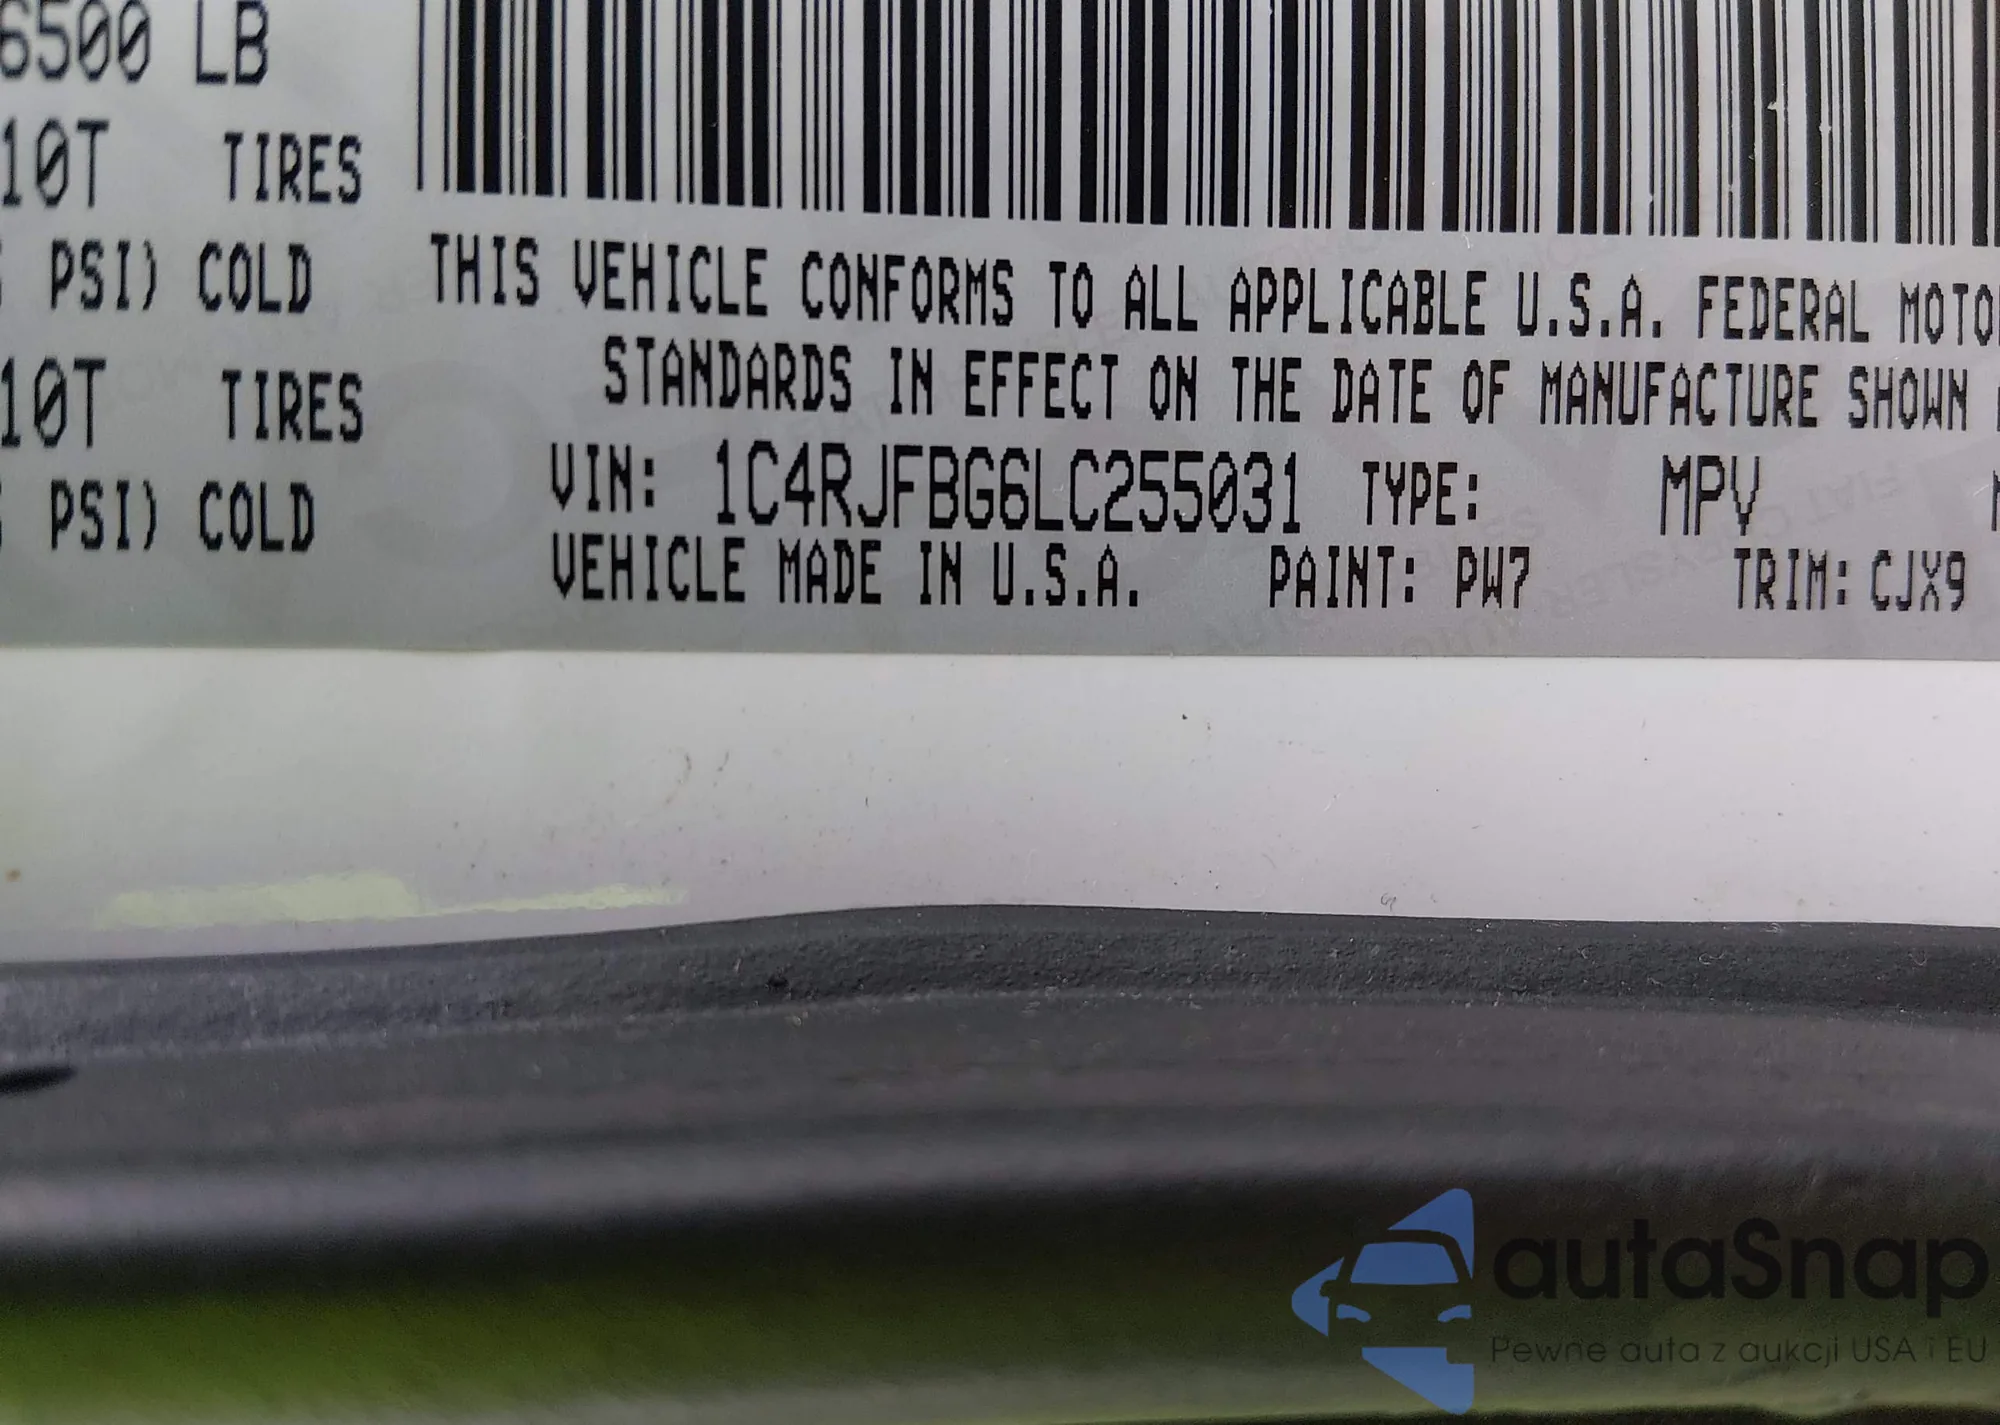 6500 LB
10T TIRES
PSI) COLD THIS VEHICLE CONFORMS TO ALL APPLICABLE U.S.A. FEDERAL MOTO
STANDARDS IN EFFECT ON THE DATE OF MANUFACTURE SHOWN
10T TIRES
VIN: 1C4RJFBG6LC255031 TYPE: MPV
PSI) COLD
VEHICLE MADE IN U.S.A. PAINT: PW7 TRIM: CJX9
autaSnap
Pewne auta z aukcji USA i EU